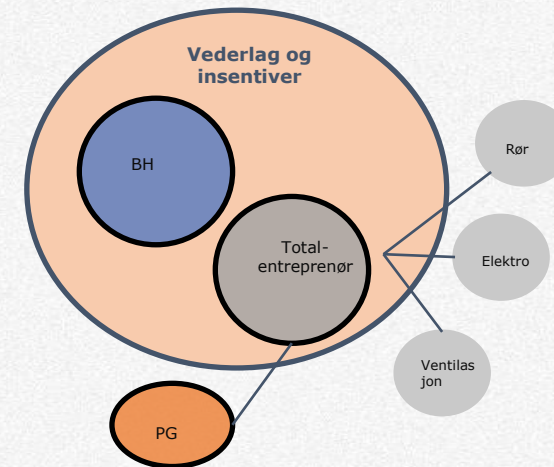 Vederlag og
insentiver
BH
Rør
Total-
entreprenør
Elektro
Ventilas
jon
PG